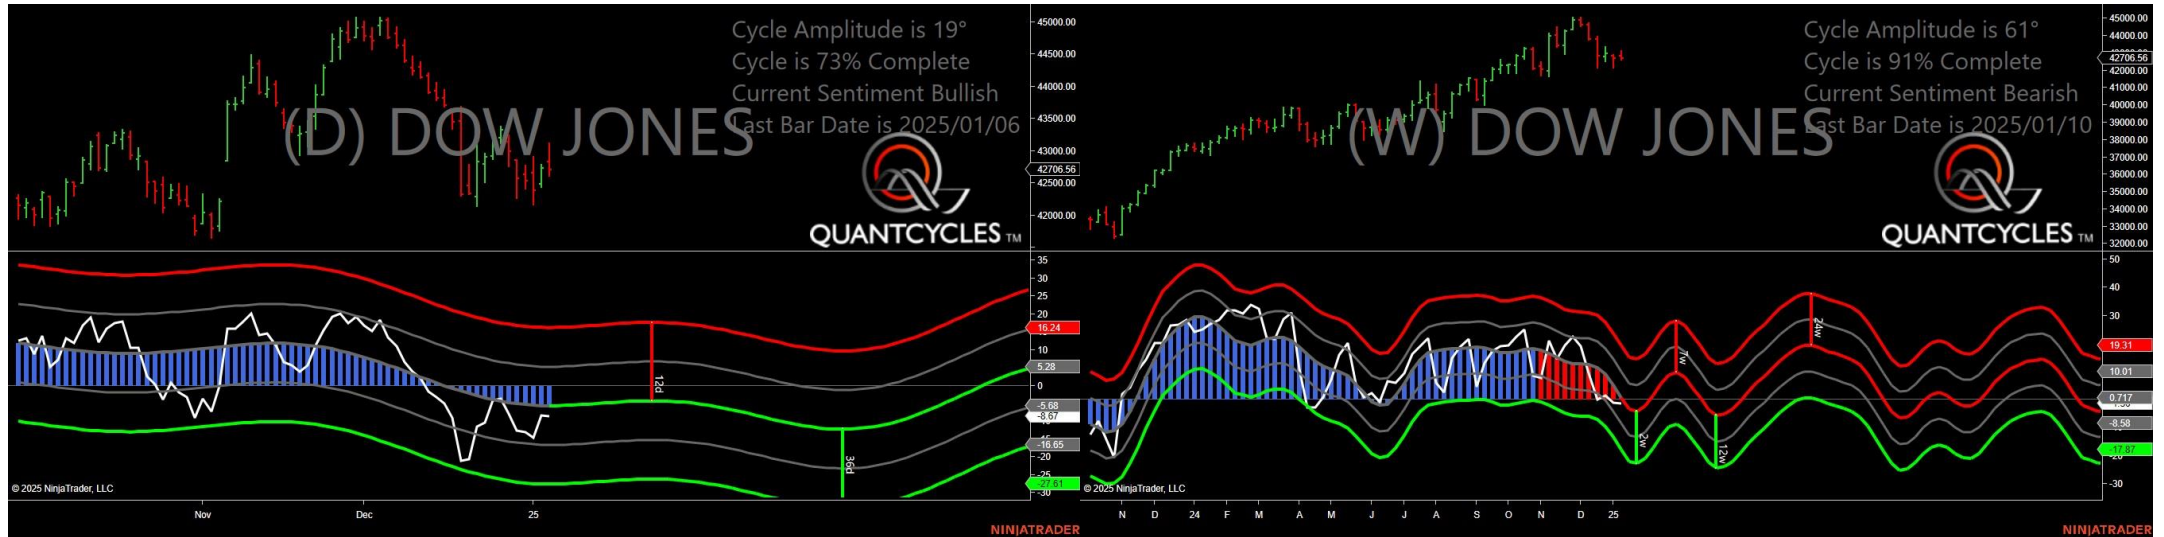 Cycle Amplitude is 19°
Cycle is 73% Complete
Current Sentiment Bullish
Last Bar Date is 2025/01/06
(D) DOW JONES
QUANTCYCLES TM
45000.00
44500.00
44000.00
43500.00
43000.00
42706.56
42500.00
42000.00
35
30
25
20
16.24
10
5.28
0
-5.68
-8.67
-16.65
-20
-27.61
-30
12d
36d
© 2025 NinjaTrader, LLC
Nov Dec 25
NINJATRADER
Cycle Amplitude is 61°
Cycle is 91% Complete
Current Sentiment Bearish
Last Bar Date is 2025/01/10
(W) DOW JONES
QUANTCYCLES TM
45000.00
44000.00
42706.56
42000.00
41000.00
40000.00
39000.00
38000.00
37000.00
36000.00
35000.00
34000.00
33000.00
32000.00
50
40
30
19.31
10.01
0.717
-8.58
-17.87
-20
-30
2w
7w
12w
24w
© 2025 NinjaTrader, LLC
N D 24 F M A M J J A S O N D 25
NINJATRADER